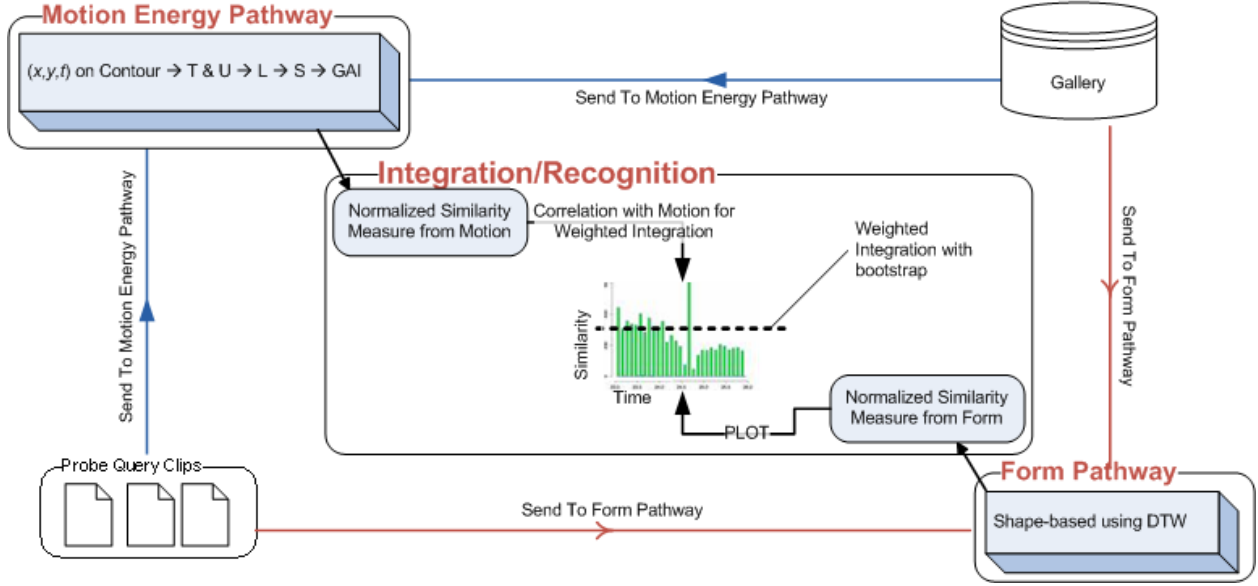 Motion Energy Pathway
(x,y,t) on Contour → T & U → L → S → GAI
Send To Motion Energy Pathway
Gallery
Send To Motion Energy Pathway
Send To Form Pathway
Integration/Recognition
Normalized Similarity
Measure from Motion
Correlation with Motion for
Weighted Integration
Weighted
Integration with
bootstrap
Similarity
Time
Normalized Similarity
Measure from Form
PLOT
Probe Query Clips
Send To Form Pathway
Form Pathway
Shape-based using DTW